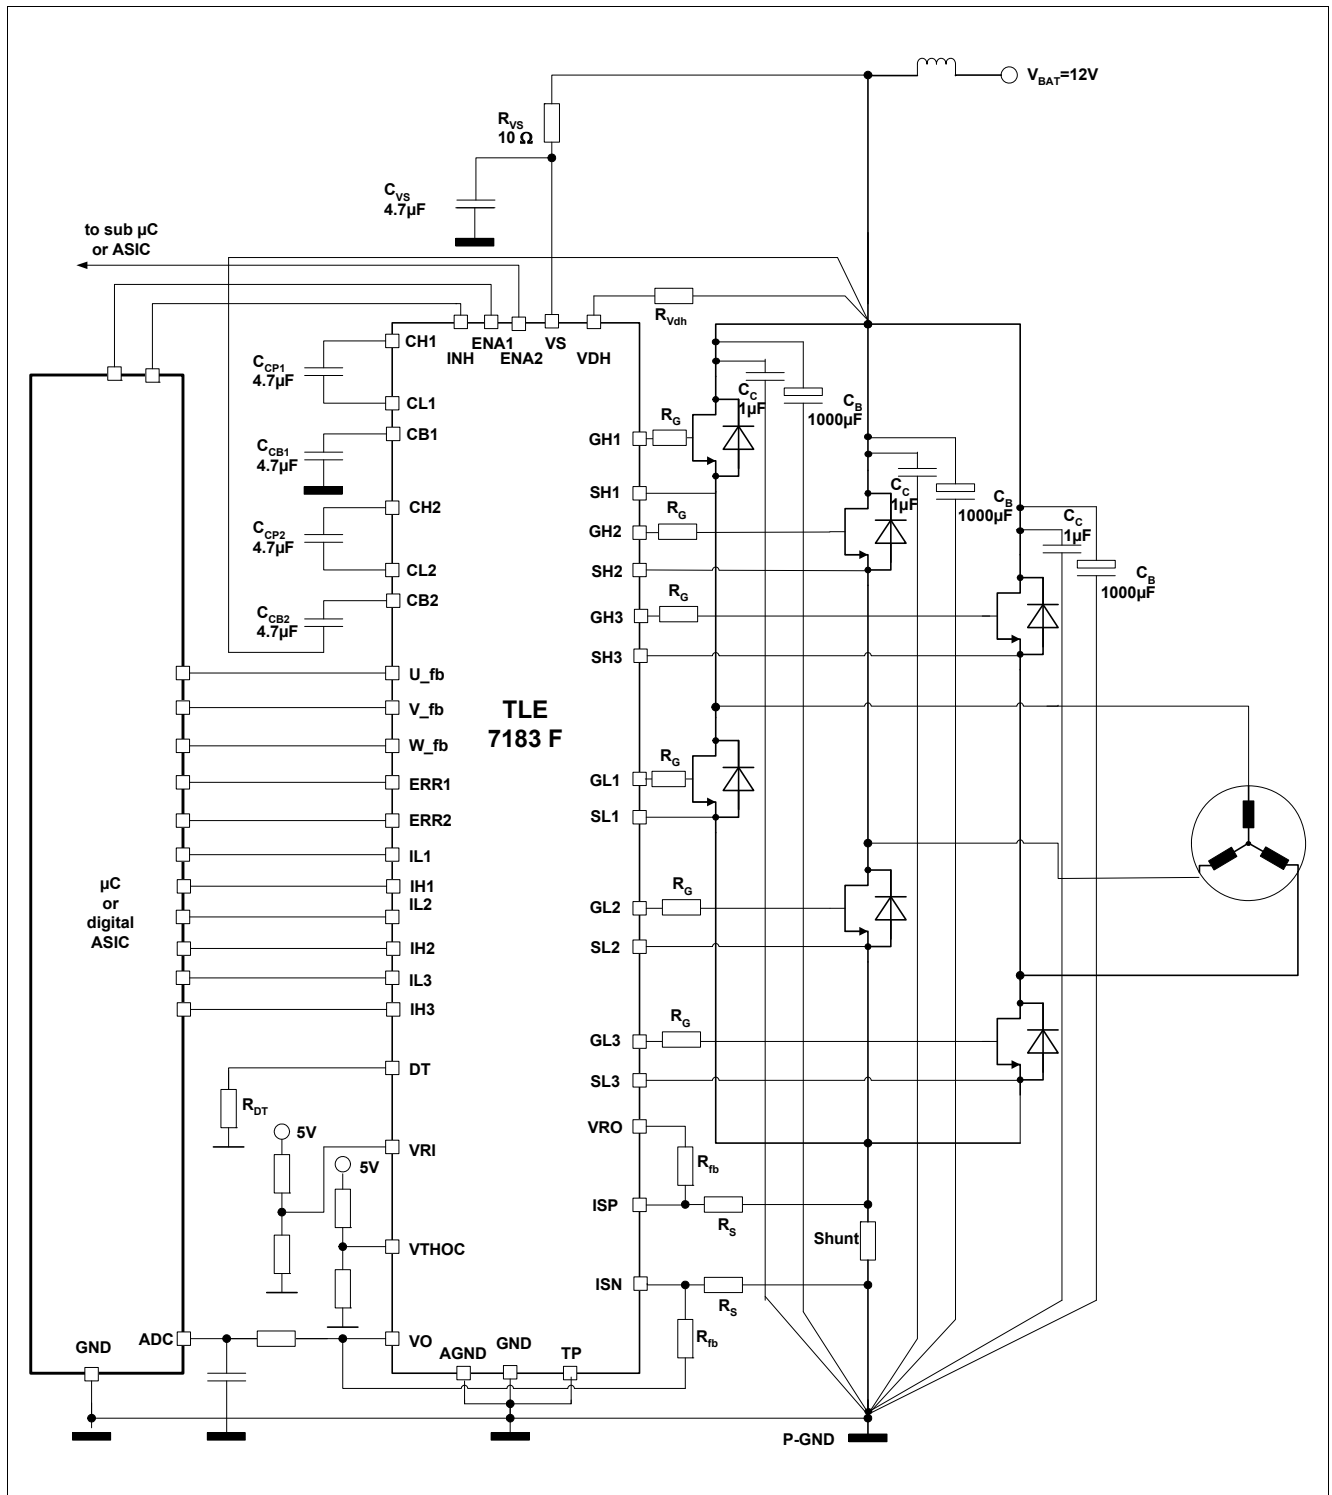 V_BAT=12V
R_VS
10 Ω
C_VS
4.7µF
to sub µC
or ASIC
R_Vdh
INH
ENA1
ENA2
VS
VDH
CH1
C_CP1
4.7µF
CL1
CB1
C_CB1
4.7µF
CH2
C_CP2
4.7µF
CL2
CB2
C_CB2
4.7µF
GH1
R_G
SH1
GH2
R_G
SH2
GH3
R_G
SH3
C_C
1µF
C_B
1000µF
C_C
1µF
C_B
1000µF
C_C
1µF
C_B
1000µF
U_fb
V_fb
W_fb
ERR1
ERR2
IL1
IH1
IL2
IH2
IL3
IH3
TLE
7183 F
GL1
R_G
SL1
GL2
R_G
SL2
GL3
R_G
SL3
µC
or
digital
ASIC
DT
R_DT
5V
VRI
5V
VTHOC
VRO
R_fb
ISP
R_S
Shunt
ISN
R_S
R_fb
ADC
GND
VO
AGND
GND
TP
P-GND